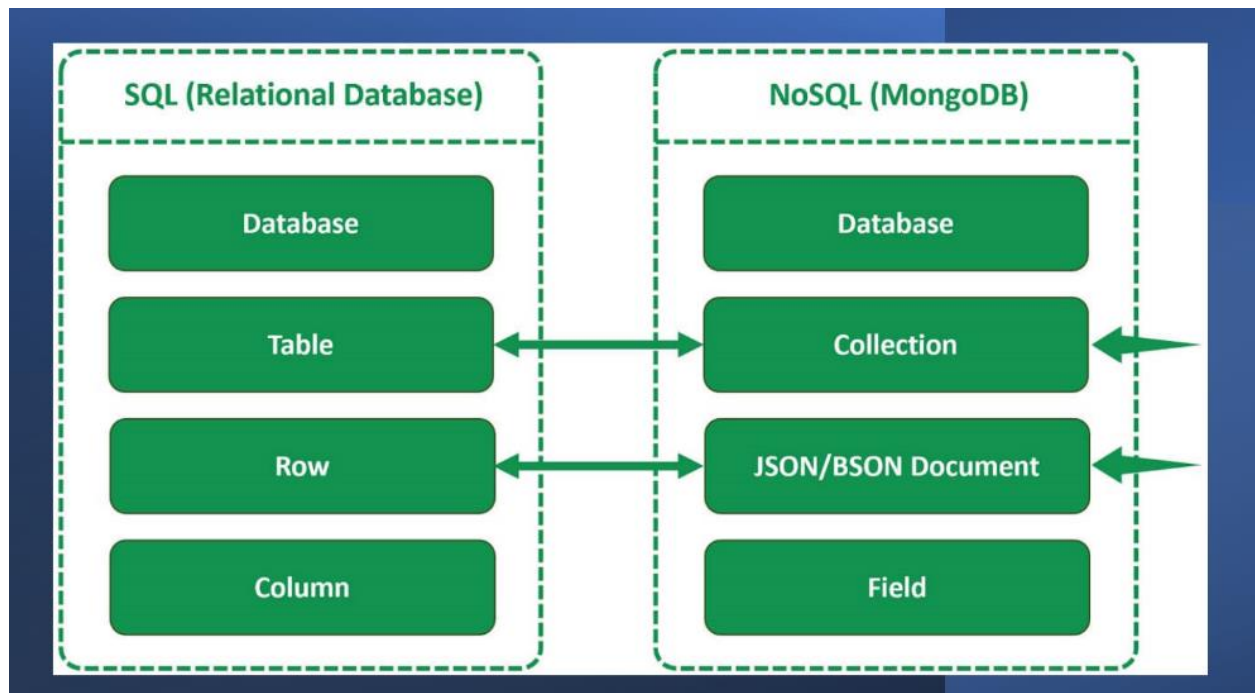 SQL (Relational Database)
Database
Table
Row
Column
NoSQL (MongoDB)
Database
Collection
JSON/BSON Document
Field